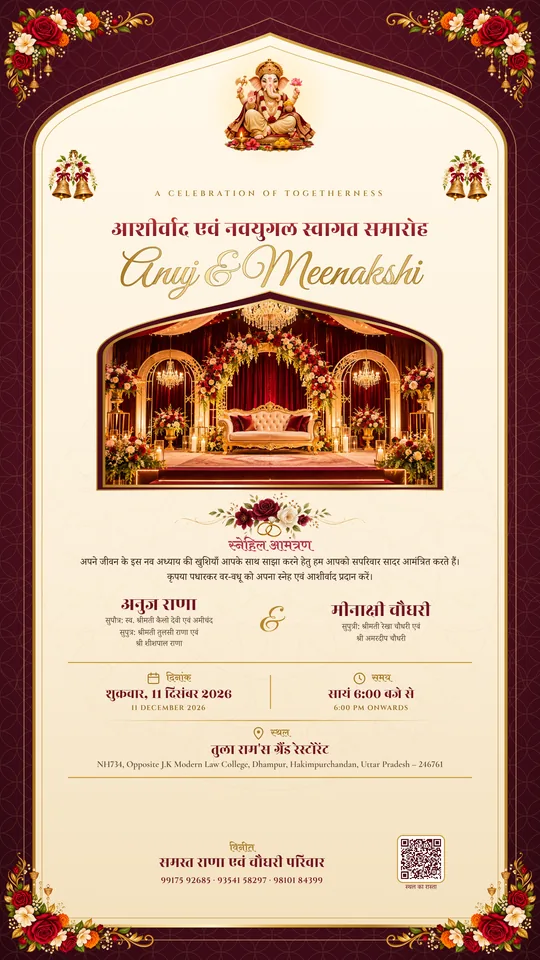 A CELEBRATION OF TOGETHERNESS
आशीर्वाद एवं नवयुगल स्वागत समारोह
Anuj & Meenakshi
स्नेहिल आमंत्रण
अपने जीवन के इस नव अध्याय की खुशियाँ आपके साथ साझा करने हेतु हम आपको सपरिवार सादर आमंत्रित करते हैं।
कृपया पधारकर वर-वधू को अपना स्नेह एवं आशीर्वाद प्रदान करें।
अनुज राणा
सुपौत्र: स्व. श्रीमती कैलो देवी एवं अमीचंद
सुपुत्र: श्रीमती तुलसी राणा एवं
श्री शीशपाल राणा
&
मीनाक्षी चौधरी
सुपुत्री: श्रीमती रेखा चौधरी एवं
श्री अमरदीप चौधरी
दिनांक
शुक्रवार, 11 दिसंबर 2026
11 DECEMBER 2026
समय
सायं 6:00 बजे से
6:00 PM ONWARDS
स्थल
तुला राम'स ग्रैंड रेस्टोरेंट
NH734, Opposite J.K Modern Law College, Dhampur, Hakimpurchandan, Uttar Pradesh – 246761
विनीत
समस्त राणा एवं चौधरी परिवार
99175 92685 · 93541 58297 · 98101 84399
स्थल का रास्ता